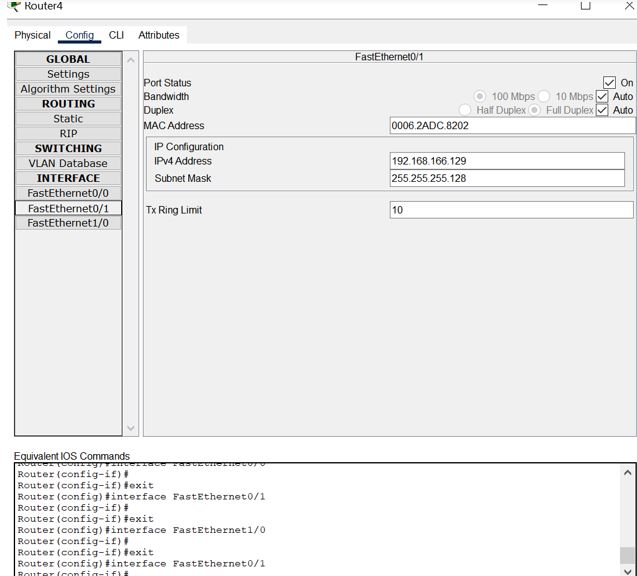 Router4
Physical Config CLI Attributes
GLOBAL
Settings
Algorithm Settings
ROUTING
Static
RIP
SWITCHING
VLAN Database
INTERFACE
FastEthernet0/0
FastEthernet0/1
FastEthernet1/0
FastEthernet0/1
Port Status On
Bandwidth 100 Mbps 10 Mbps Auto
Duplex Half Duplex Full Duplex Auto
MAC Address 0006.2ADC.8202
IP Configuration
IPv4 Address 192.168.166.129
Subnet Mask 255.255.255.128
Tx Ring Limit 10
Equivalent IOS Commands
Router(config)#interface FastEthernet0/0
Router(config-if)#
Router(config-if)#exit
Router(config)#interface FastEthernet0/1
Router(config-if)#
Router(config-if)#exit
Router(config)#interface FastEthernet1/0
Router(config-if)#
Router(config-if)#exit
Router(config)#interface FastEthernet0/1
Router(config-if)#